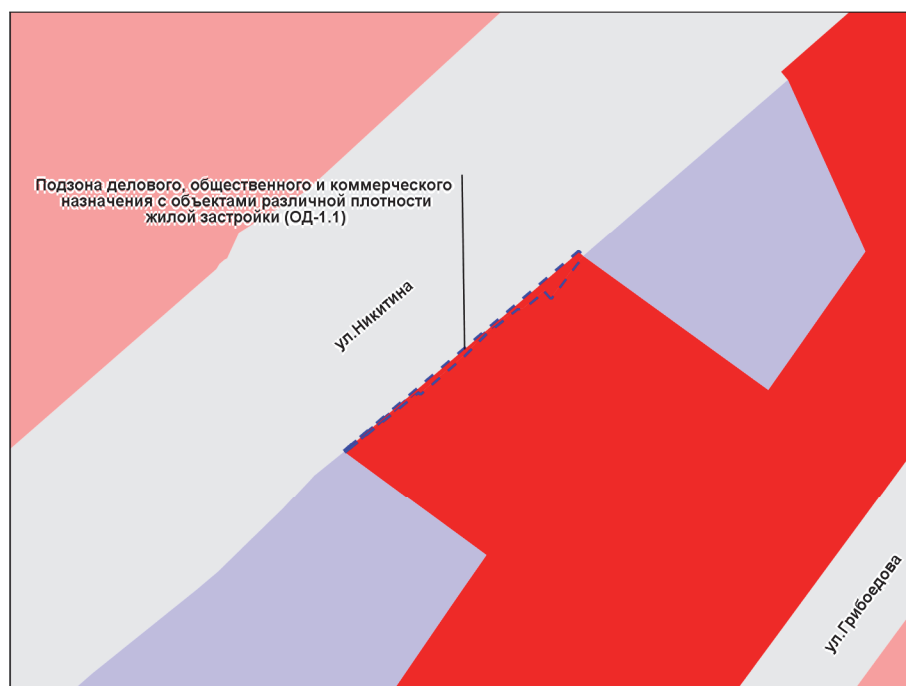 Подзона делового, общественного и коммерческого
назначения с объектами различной плотности
жилой застройки (ОД-1.1)
ул.Никитина
ул.Грибоедова